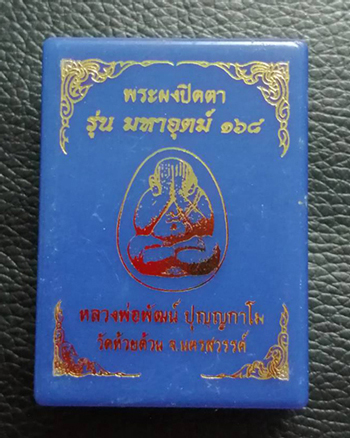 พระผงปิดตา
รุ่น มหาอุตม์ ๑๖๘
หลวงพ่อพัฒน์ ปุญญกาโม
วัดห้วยด้วน จ.นครสวรรค์